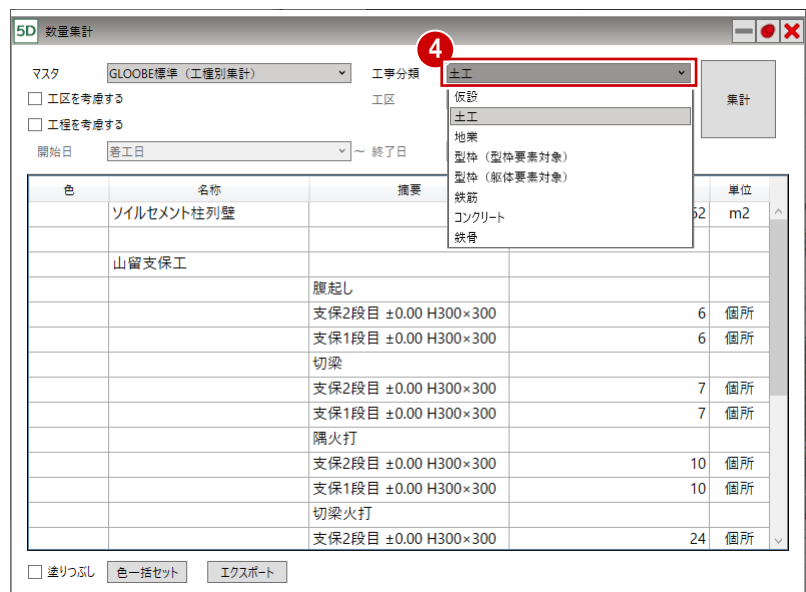 5D 数量集計
4
マスタ GLOOBE標準（工種別集計） 工事分類 土工
工区を考慮する 工区 集計
工程を考慮する
開始日 着工日 ～ 終了日
仮設
土工
地業
型枠（型枠要素対象）
型枠（躯体要素対象）
鉄筋
コンクリート
鉄骨
色 名称 摘要 単位
ソイルセメント柱列壁 52 m2
山留支保工
腹起し
支保2段目 ±0.00 H300×300 6 個所
支保1段目 ±0.00 H300×300 6 個所
切梁
支保2段目 ±0.00 H300×300 7 個所
支保1段目 ±0.00 H300×300 7 個所
隅火打
支保2段目 ±0.00 H300×300 10 個所
支保1段目 ±0.00 H300×300 10 個所
切梁火打
支保2段目 ±0.00 H300×300 24 個所
塗りつぶし 色一括セット エクスポート